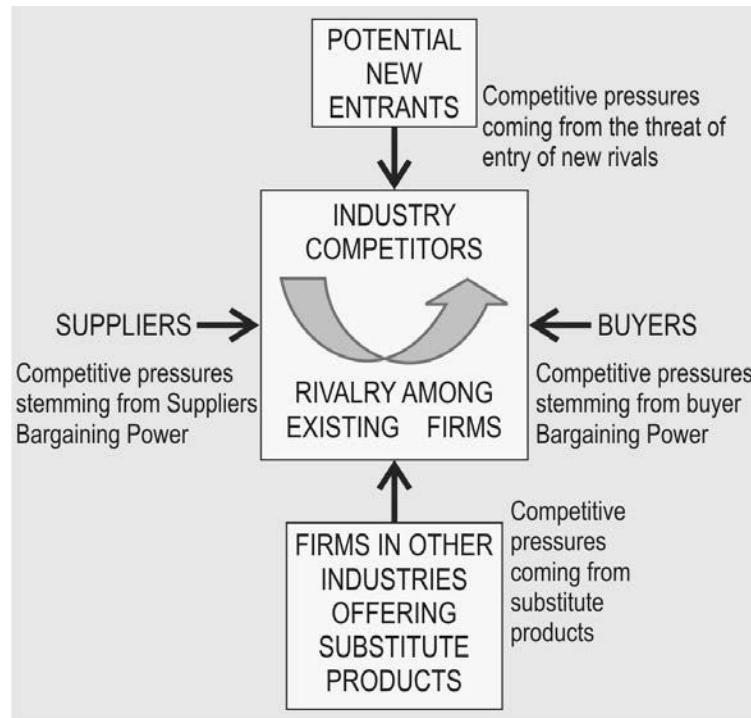 POTENTIAL
NEW
ENTRANTS
Competitive pressures
coming from the threat of
entry of new rivals
INDUSTRY
COMPETITORS
SUPPLIERS
Competitive pressures
stemming from Suppliers
Bargaining Power
RIVALRY AMONG
EXISTING FIRMS
BUYERS
Competitive pressures
stemming from buyer
Bargaining Power
FIRMS IN OTHER
INDUSTRIES
OFFERING
SUBSTITUTE
PRODUCTS
Competitive
pressures
coming from
substitute
products